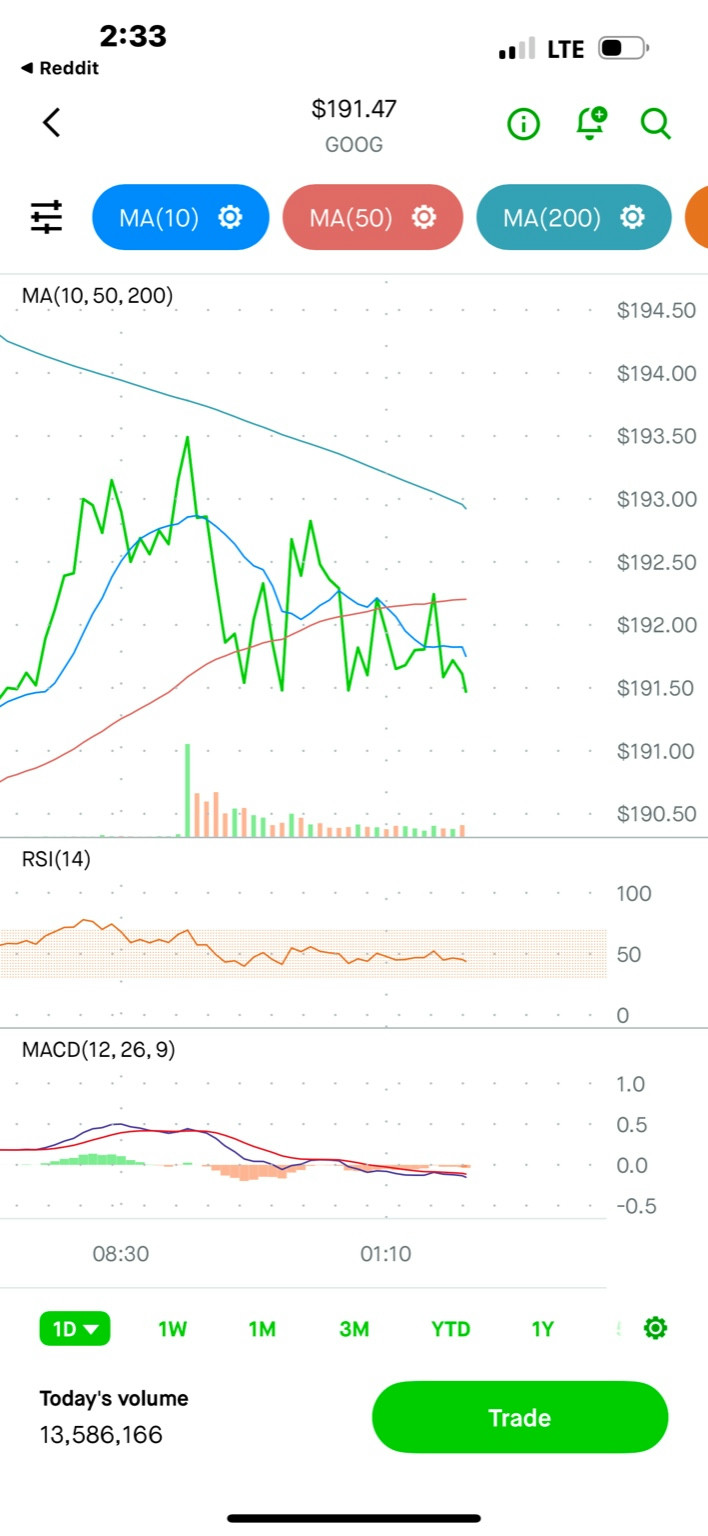 2:33
LTE
◀ Reddit
$191.47
GOOG
MA(10)
MA(50)
MA(200)
MA(10,50,200)
$194.50
$194.00
$193.50
$193.00
$192.50
$192.00
$191.50
$191.00
$190.50
RSI(14)
100
50
0
MACD(12,26,9)
1.0
0.5
0.0
-0.5
08:30
01:10
1D
1W
1M
3M
YTD
1Y
Today's volume
13,586,166
Trade